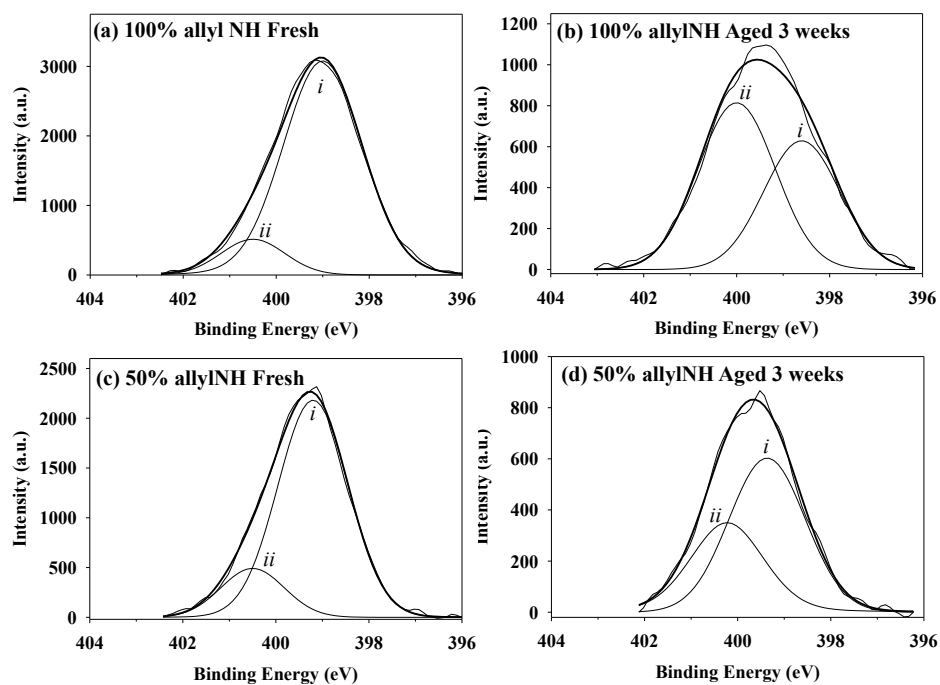 (a) 100% allyl NH Fresh
Intensity (a.u.)
3000
2000
1000
0
i
ii
404 402 400 398 396
Binding Energy (eV)
(b) 100% allylNH Aged 3 weeks
Intensity (a.u.)
1200
1000
800
600
400
200
0
ii
i
404 402 400 398 396
Binding Energy (eV)
(c) 50% allylNH Fresh
Intensity (a.u.)
2500
2000
1500
1000
500
0
i
ii
404 402 400 398 396
Binding Energy (eV)
(d) 50% allylNH Aged 3 weeks
Intensity (a.u.)
1000
800
600
400
200
0
i
ii
404 402 400 398 396
Binding Energy (eV)